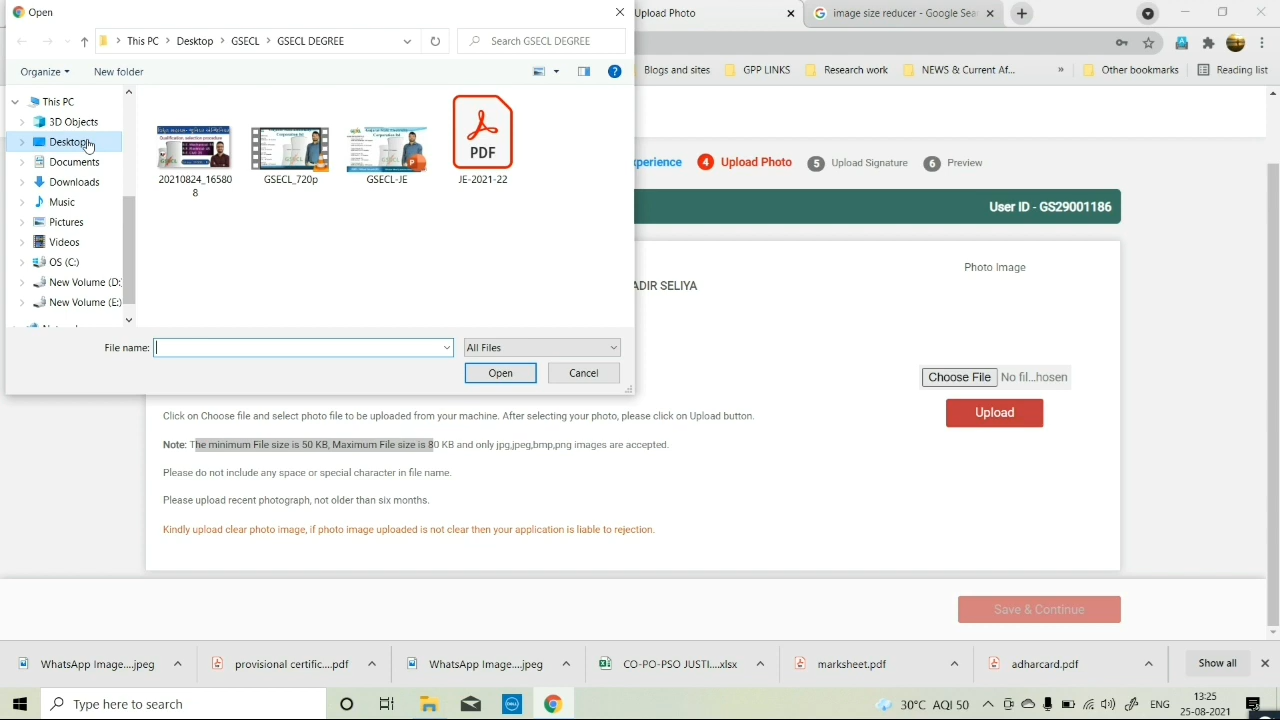 Open
Upload Photo
image size reducer - Google Sea
This PC > Desktop > GSECL > GSECL DEGREE
Search GSECL DEGREE
Organize
New folder
Blogs and sites
GPP LINKS
Research work
NEWS & Current Af...
»
Other bookmarks
Reading list
This PC
3D Objects
Desktop
Documents
Downloads
Music
Pictures
Videos
OS (C:)
New Volume (D:
New Volume (E:)
Qualification, selection procedure
GSECL
PDF
20210824_16580
8
GSECL_720p
GSECL-JE
JE-2021-22
File name:
All Files
Open
Cancel
xperience
4 Upload Photo
5 Upload Signature
6 Preview
User ID - GS29001186
ADIR SELIYA
Photo Image
Choose File No fil...hosen
Upload
Click on Choose file and select photo file to be uploaded from your machine. After selecting your photo, please click on Upload button.
Note: The minimum File size is 50 KB, Maximum File size is 80 KB and only jpg,jpeg,bmp,png images are accepted.
Please do not include any space or special character in file name.
Please upload recent photograph, not older than six months.
Kindly upload clear photo image, if photo image uploaded is not clear then your application is liable to rejection.
Save & Continue
WhatsApp Image....jpeg
provisional certific....pdf
WhatsApp Image....jpeg
CO-PO-PSO JUSTI....xlsx
marksheet.pdf
adharcard.pdf
Show all
Type here to search
DELL
30°C AQI 50
ENG
13:25
25-08-2021